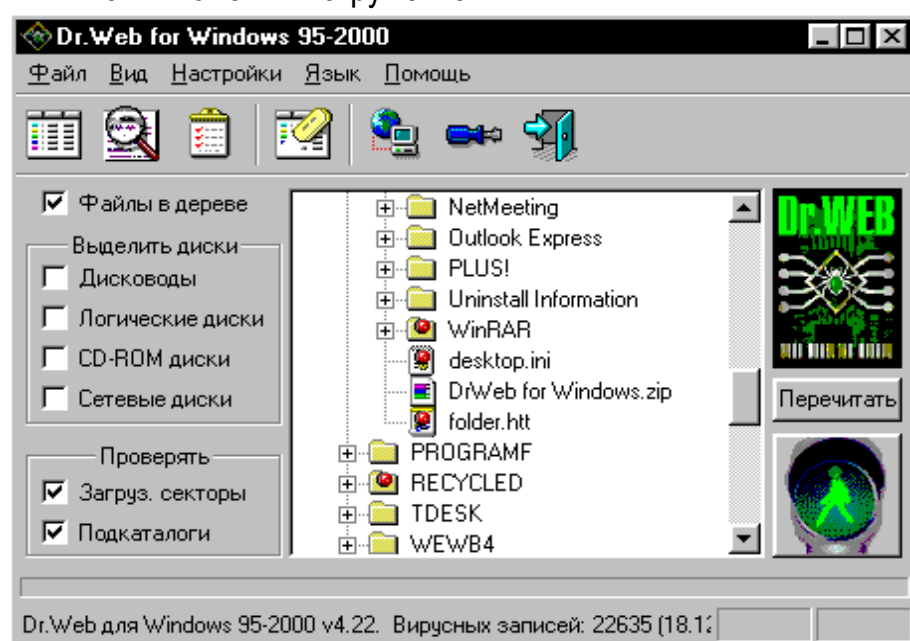 Dr.Web for Windows 95-2000
Файл Вид Настройки Язык Помощь
Файлы в дереве
Выделить диски
Дисководы
Логические диски
CD-ROM диски
Сетевые диски
Проверять
Загруз. секторы
Подкаталоги
NetMeeting
Outlook Express
PLUS!
Uninstall Information
WinRAR
desktop.ini
DrWeb for Windows.zip
folder.htt
PROGRAMF
RECYCLED
TDESK
WEWB4
Dr.WEB
Перечитать
Dr.Web для Windows 95-2000 v4.22. Вирусных записей: 22635 (18.12